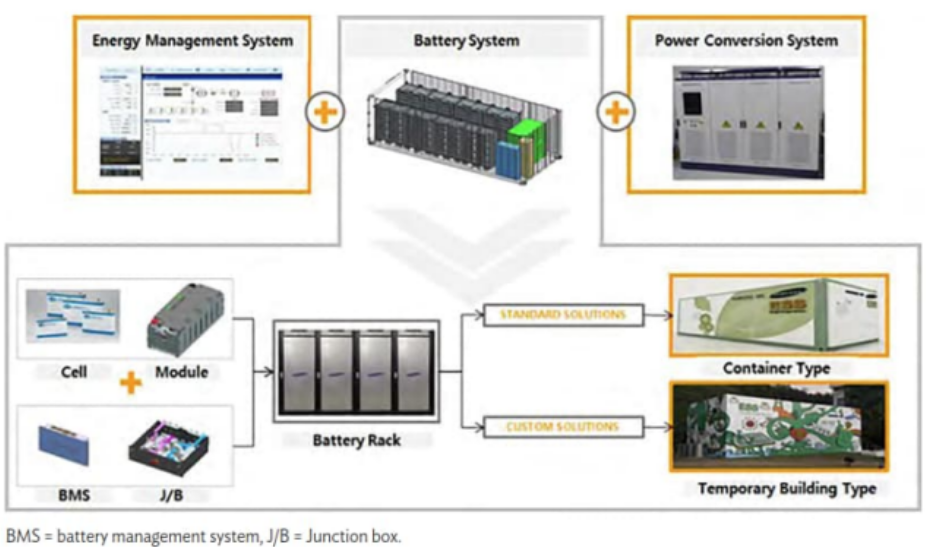 Energy Management System
Battery System
Power Conversion System
Cell
Module
BMS
J/B
Battery Rack
STANDARD SOLUTIONS
CUSTOM SOLUTIONS
ESS
Container Type
Temporary Building Type
BMS = battery management system, J/B = Junction box.